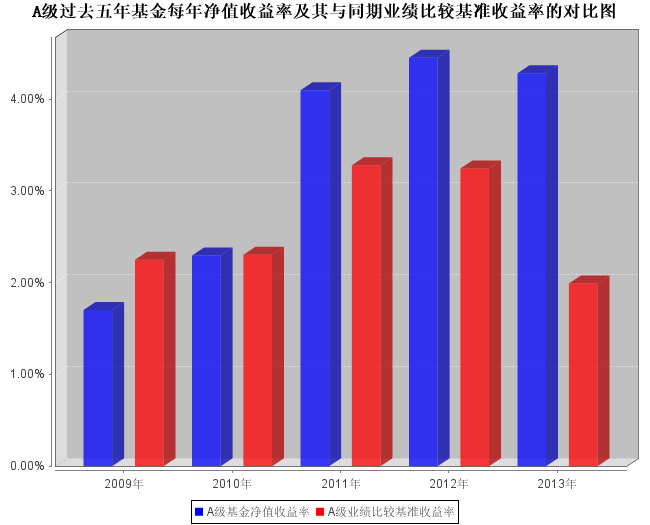 A级过去五年基金每年净值收益率及其与同期业绩比较基准收益率的对比图
4.00%
3.00%
2.00%
1.00%
0.00%
2009年 2010年 2011年 2012年 2013年
A级基金净值收益率 A级业绩比较基准收益率